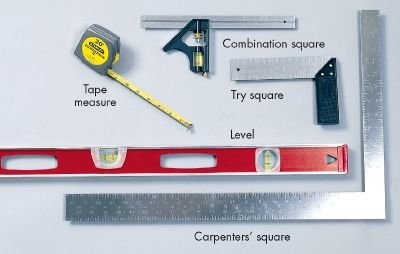 Combination square
Tape
measure
Try square
Level
Carpenters’ square